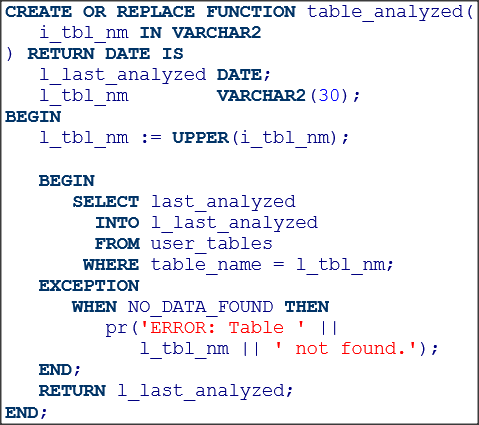 CREATE OR REPLACE FUNCTION table_analyzed(
   i_tbl_nm IN VARCHAR2
) RETURN DATE IS
   l_last_analyzed DATE;
   l_tbl_nm        VARCHAR2(30);
BEGIN
   l_tbl_nm := UPPER(i_tbl_nm);

   BEGIN
      SELECT last_analyzed
        INTO l_last_analyzed
        FROM user_tables
       WHERE table_name = l_tbl_nm;
   EXCEPTION
      WHEN NO_DATA_FOUND THEN
         pr('ERROR: Table ' ||
            l_tbl_nm || ' not found.');
   END;
   RETURN l_last_analyzed;
END;